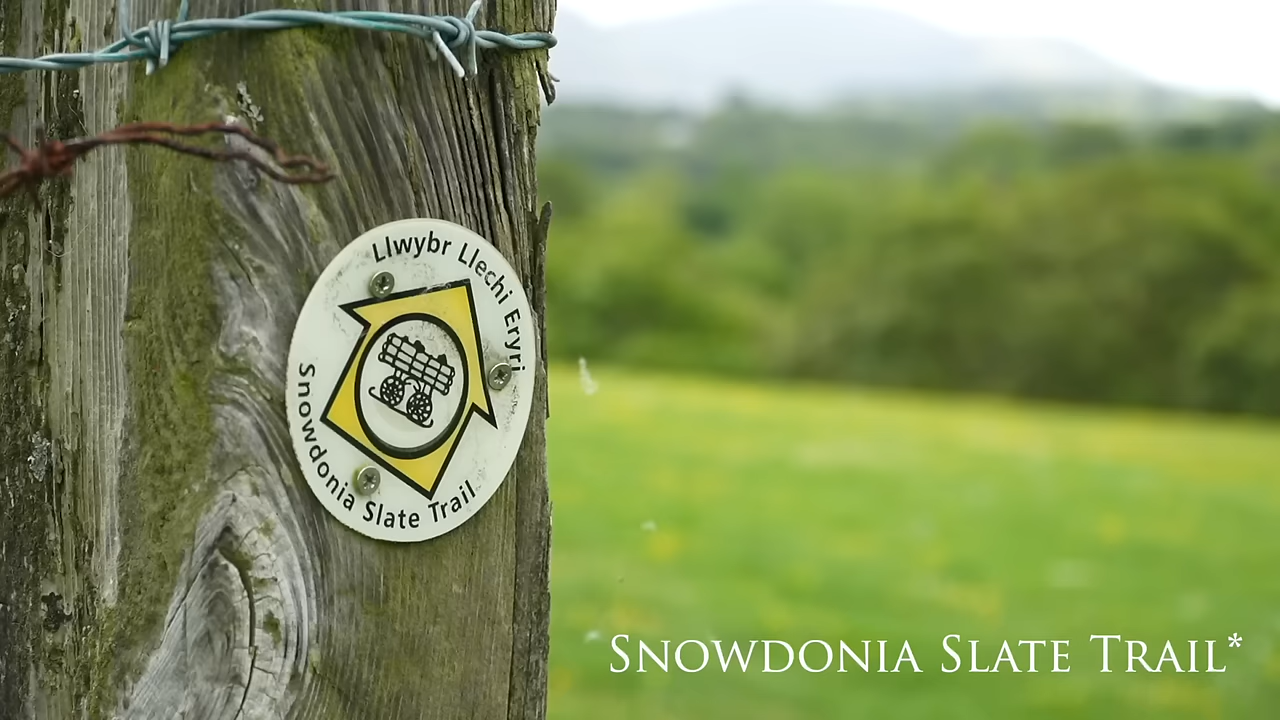 Llwybr Llechi Eryri
Snowdonia Slate Trail
SNOWDONIA SLATE TRAIL*